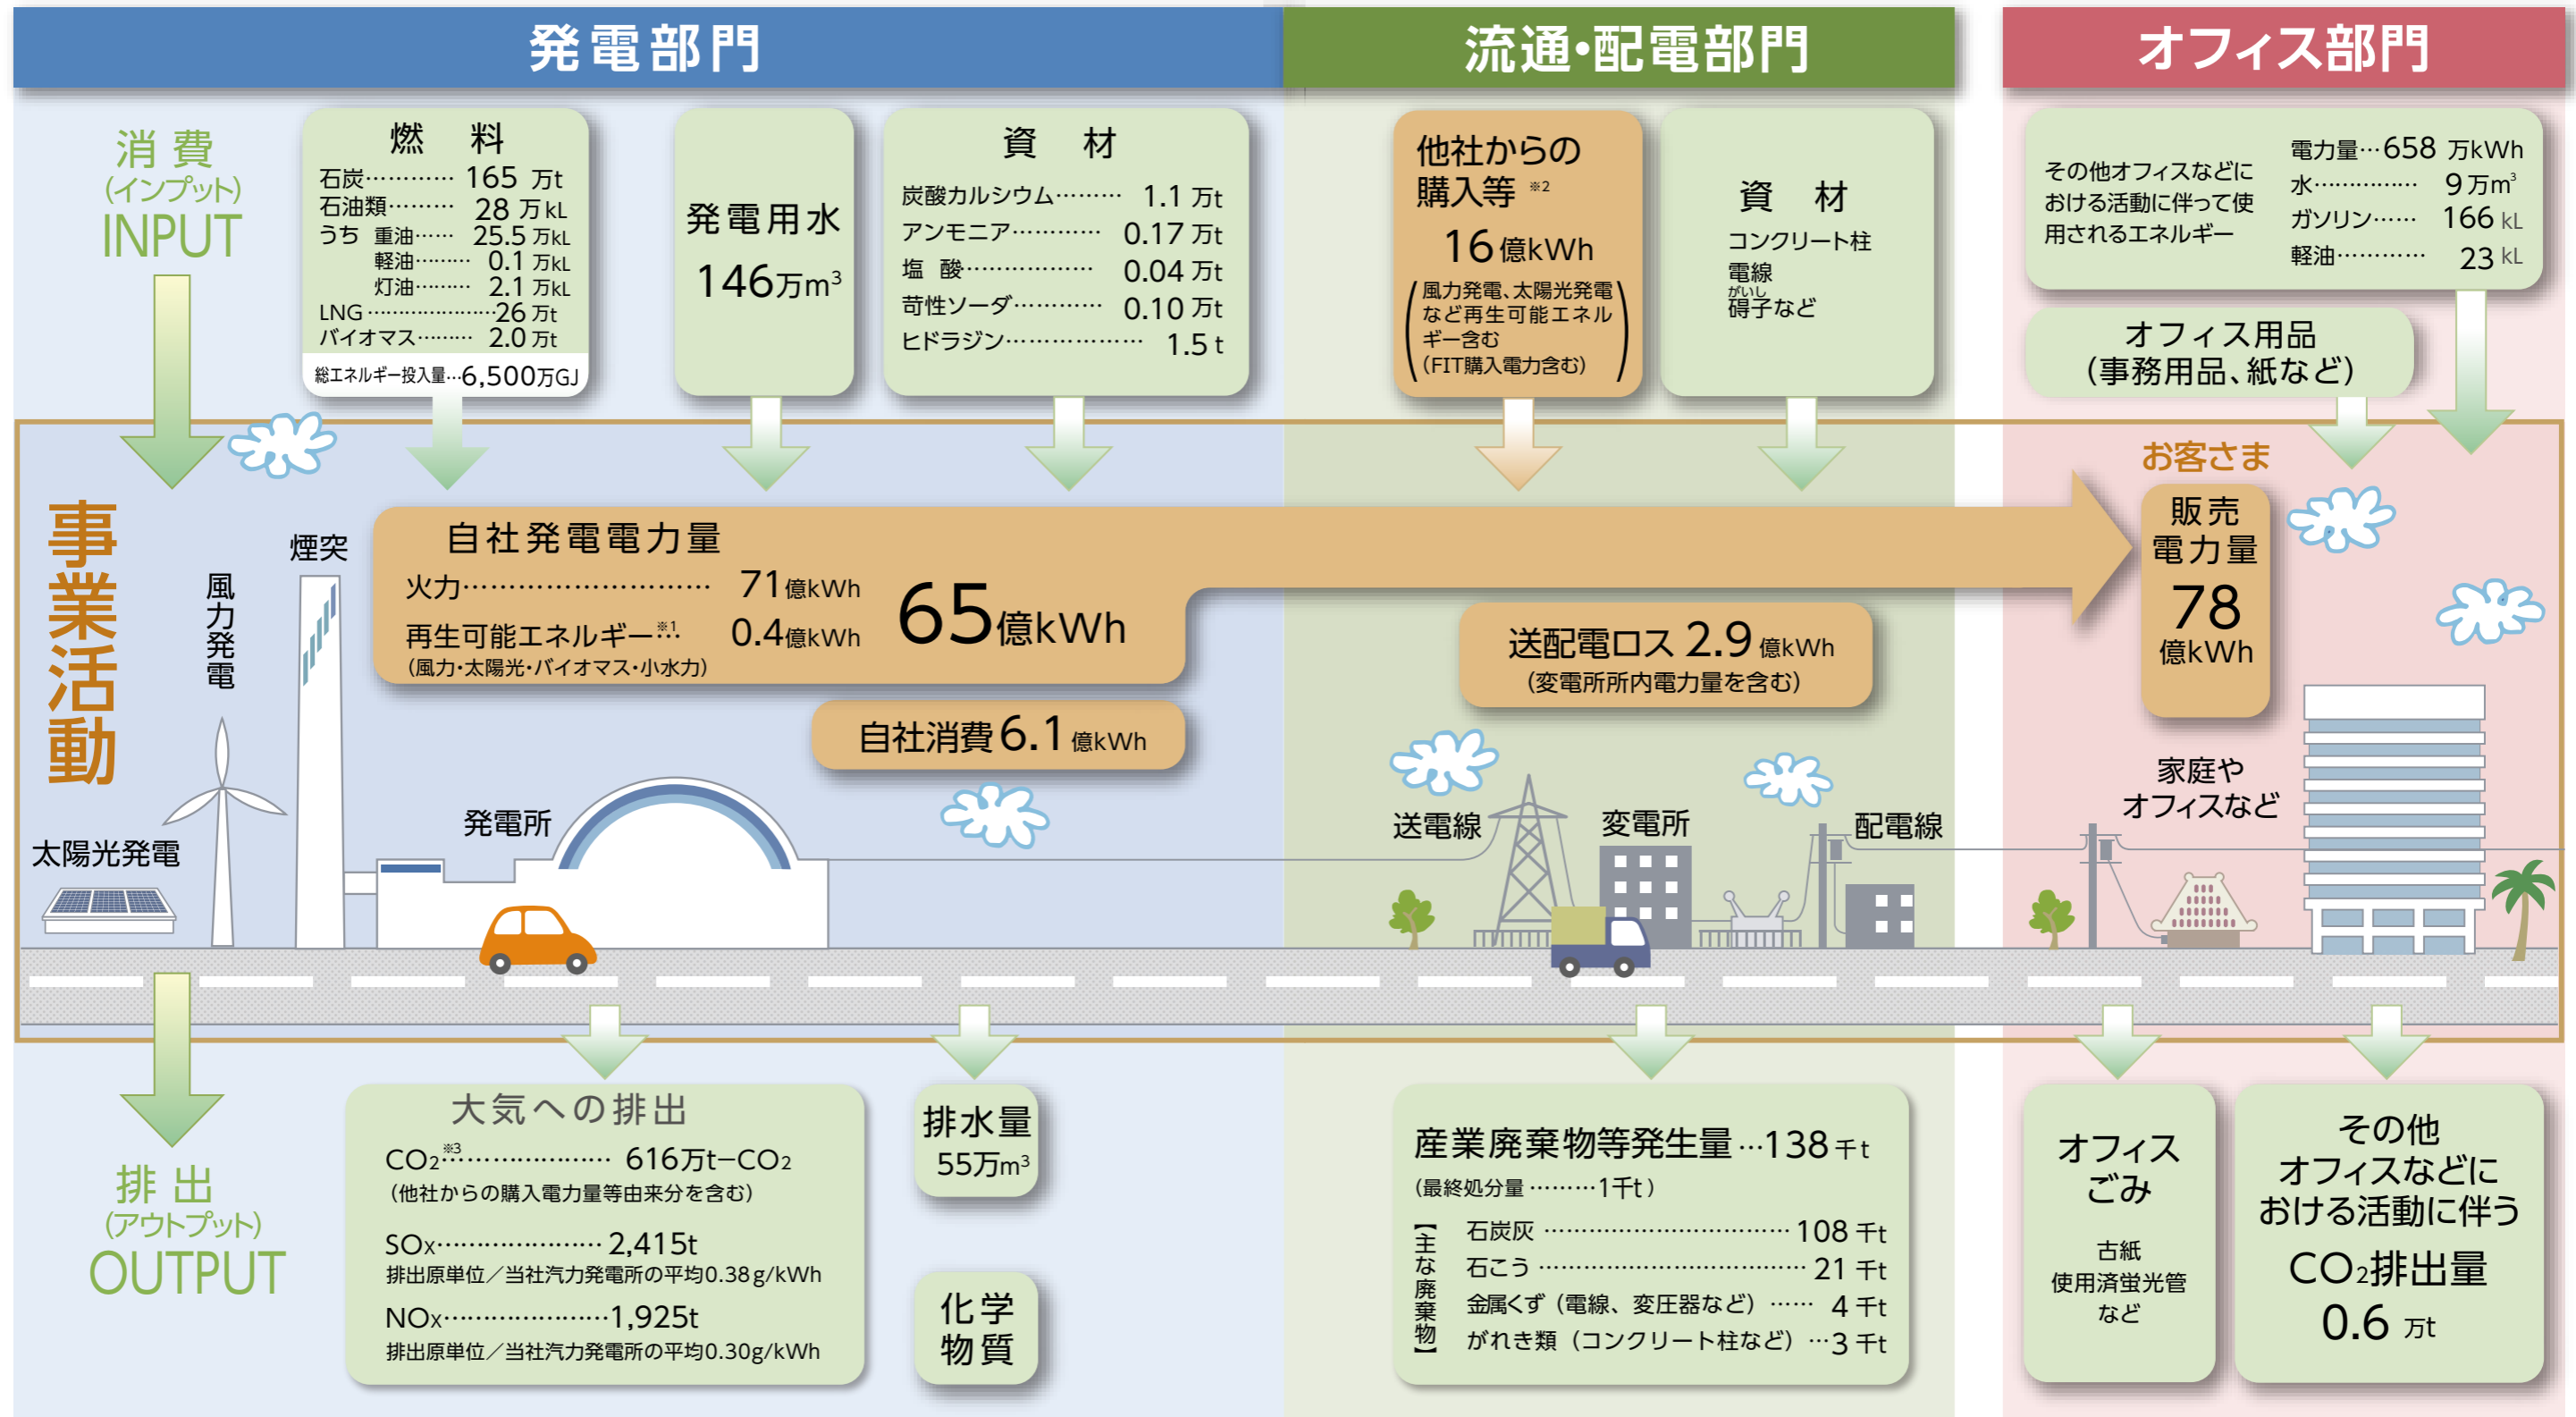 発電部門
流通・配電部門
オフィス部門
消費
(インプット)
INPUT
燃 料
石炭………… 165 万t
石油類……… 28 万kL
うち 重油…… 25.5 万kL
軽油……… 0.1 万kL
灯油……… 2.1 万kL
LNG …………………26 万t
バイオマス……… 2.0 万t
総エネルギー投入量…6,500万GJ
発電用水
146万m³
資 材
炭酸カルシウム……… 1.1 万t
アンモニア………… 0.17 万t
塩 酸……………… 0.04 万t
苛性ソーダ………… 0.10 万t
ヒドラジン……………… 1.5 t
他社からの
購入等 ※2
16億kWh
(風力発電、太陽光発電
など再生可能エネル
ギー含む
(FIT購入電力含む))
資 材
コンクリート柱
電線
がいし
碍子など
その他オフィスなどに
おける活動に伴って使
用されるエネルギー
電力量…658 万kWh
水…………… 9万m³
ガソリン…… 166 kL
軽油………… 23 kL
オフィス用品
(事務用品、紙など)
事業活動
風力発電
煙突
自社発電電力量
火力……………………… 71億kWh
再生可能エネルギー※1… 0.4億kWh
(風力・太陽光・バイオマス・小水力)
65億kWh
自社消費6.1 億kWh
送配電ロス 2.9 億kWh
(変電所所内電力量を含む)
お客さま
販売
電力量
78
億kWh
太陽光発電
発電所
送電線
変電所
配電線
家庭や
オフィスなど
排出
(アウトプット)
OUTPUT
大気への排出
CO₂※3………………… 616万t−CO₂
(他社からの購入電力量等由来分を含む)
SOx………………… 2,415t
排出原単位／当社汽力発電所の平均0.38g/kWh
NOx…………………1,925t
排出原単位／当社汽力発電所の平均0.30g/kWh
排水量
55万m³
化学
物質
産業廃棄物等発生量…138千t
(最終処分量………1千t)
【主な廃棄物】
石炭灰 ……………………………108 千t
石こう ……………………………… 21 千t
金属くず（電線、変圧器など）…… 4 千t
がれき類（コンクリート柱など）…3 千t
オフィス
ごみ
古紙
使用済蛍光管
など
その他
オフィスなどに
おける活動に伴う
CO₂排出量
0.6 万t